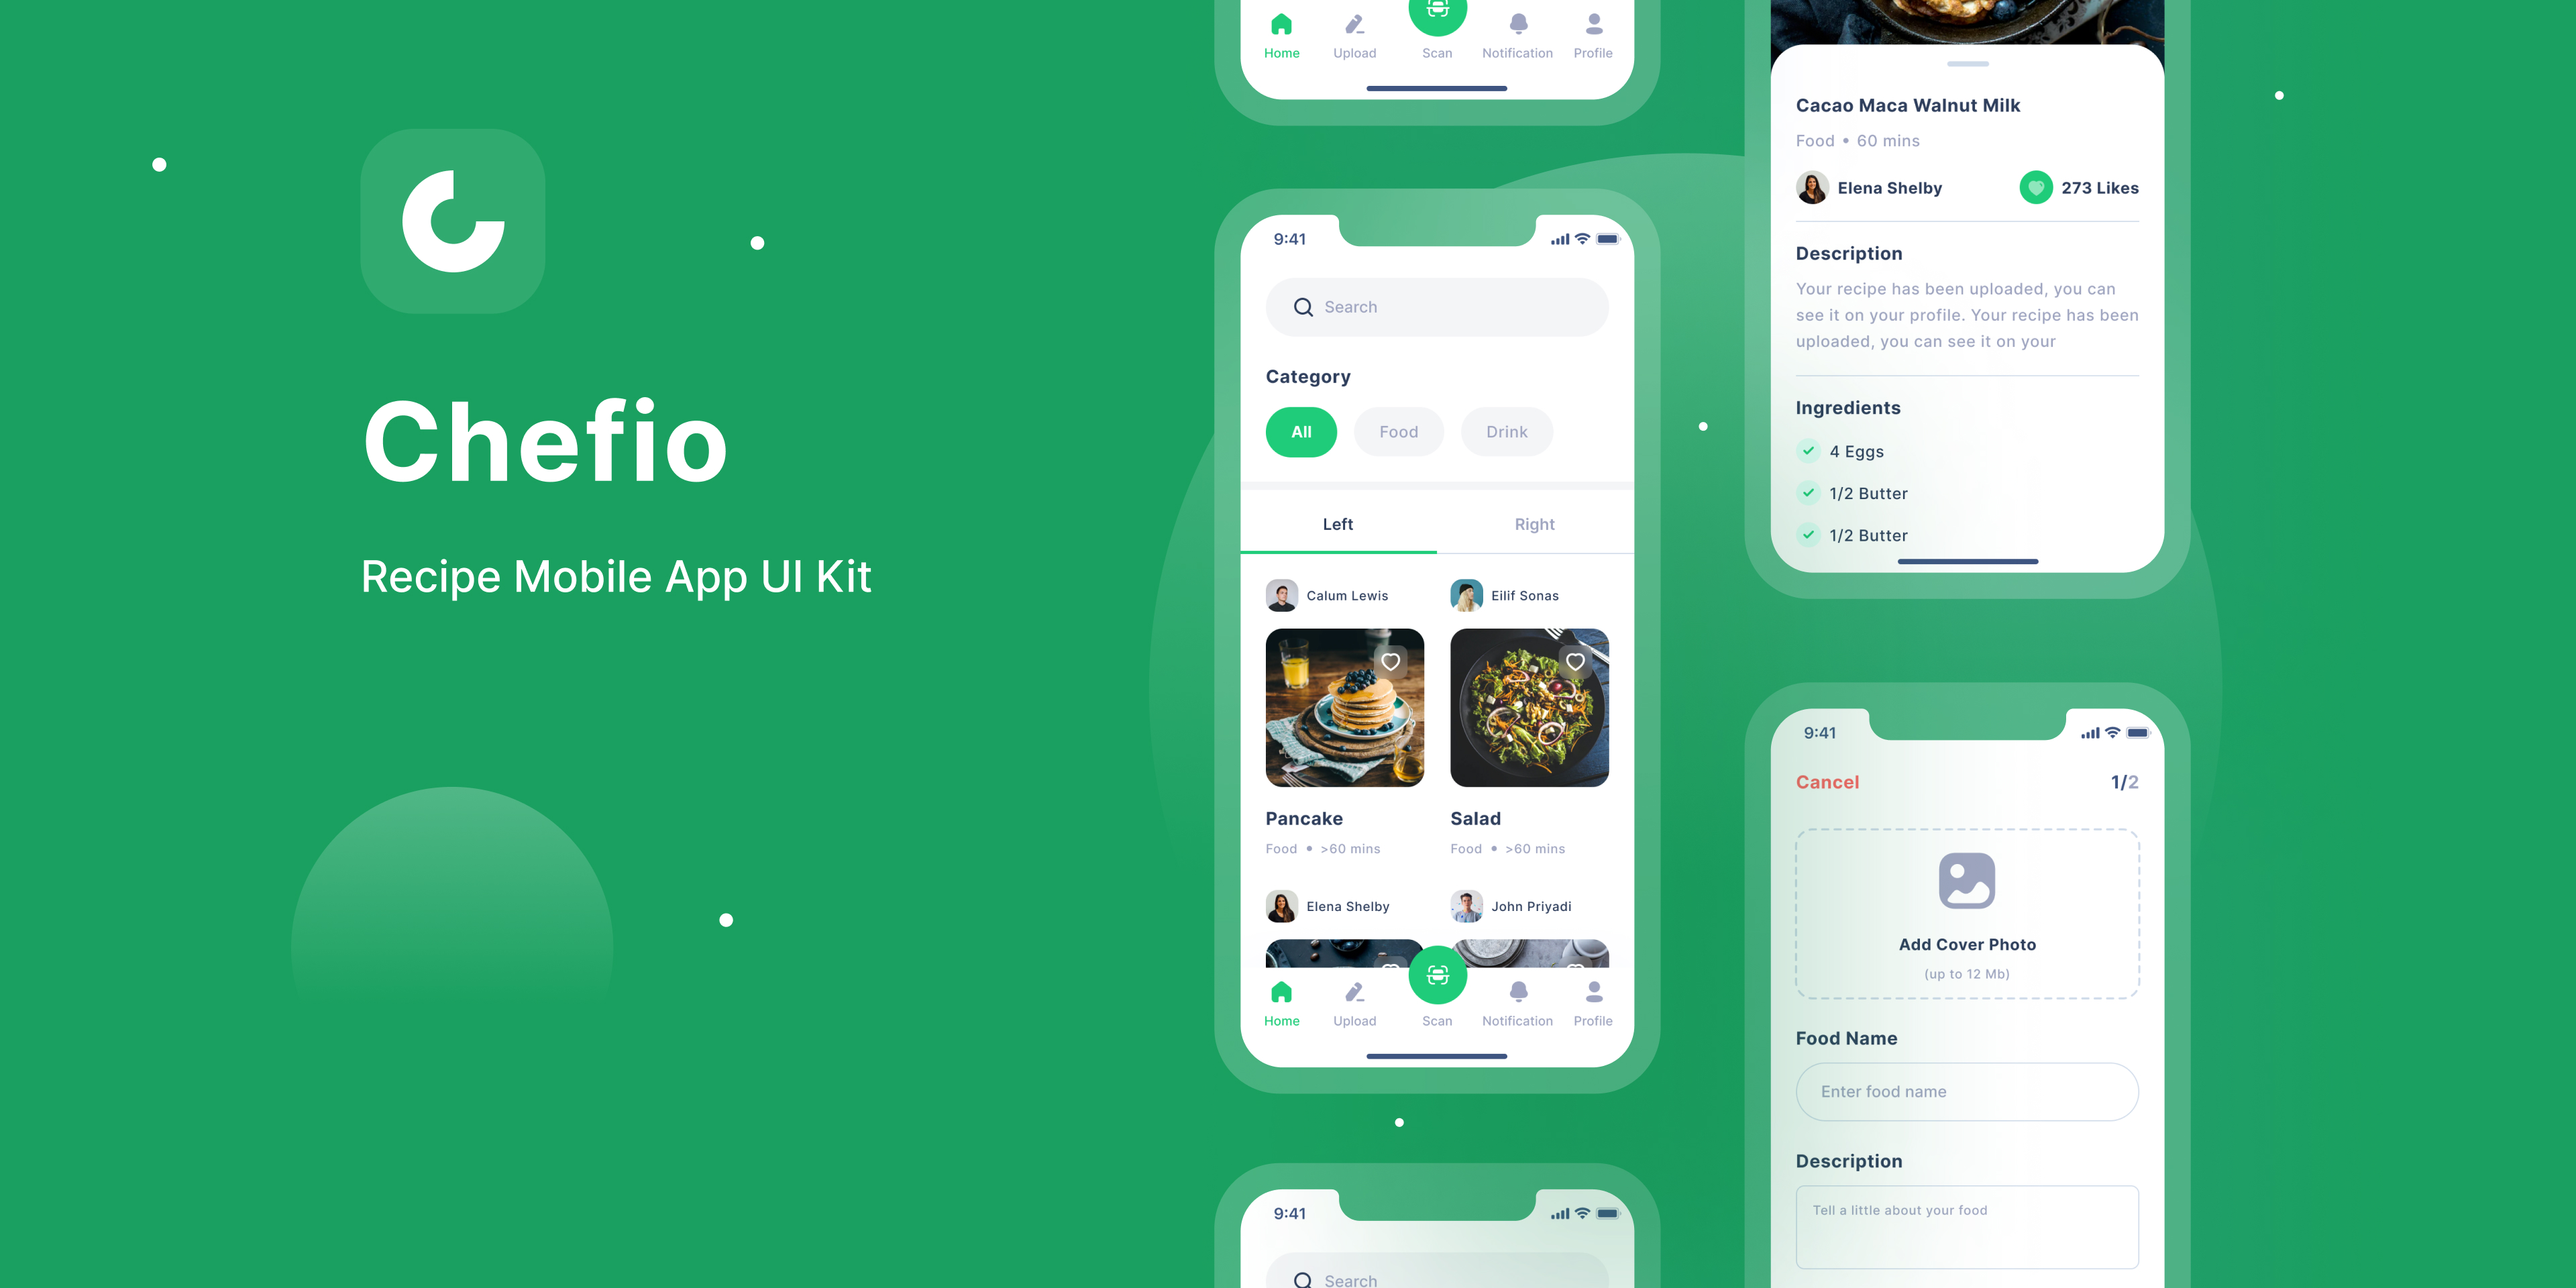 Chefio
Recipe Mobile App UI Kit
Home
Upload
Scan
Notification
Profile
9:41
Search
Category
All
Food
Drink
Left
Right
Calum Lewis
Eilif Sonas
Pancake
Salad
Food • >60 mins
Food • >60 mins
Elena Shelby
John Priyadi
Home
Upload
Scan
Notification
Profile
9:41
Search
Cacao Maca Walnut Milk
Food • 60 mins
Elena Shelby
273 Likes
Description
Your recipe has been uploaded, you can
see it on your profile. Your recipe has been
uploaded, you can see it on your
Ingredients
4 Eggs
1/2 Butter
1/2 Butter
9:41
Cancel
1/2
Add Cover Photo
(up to 12 Mb)
Food Name
Enter food name
Description
Tell a little about your food